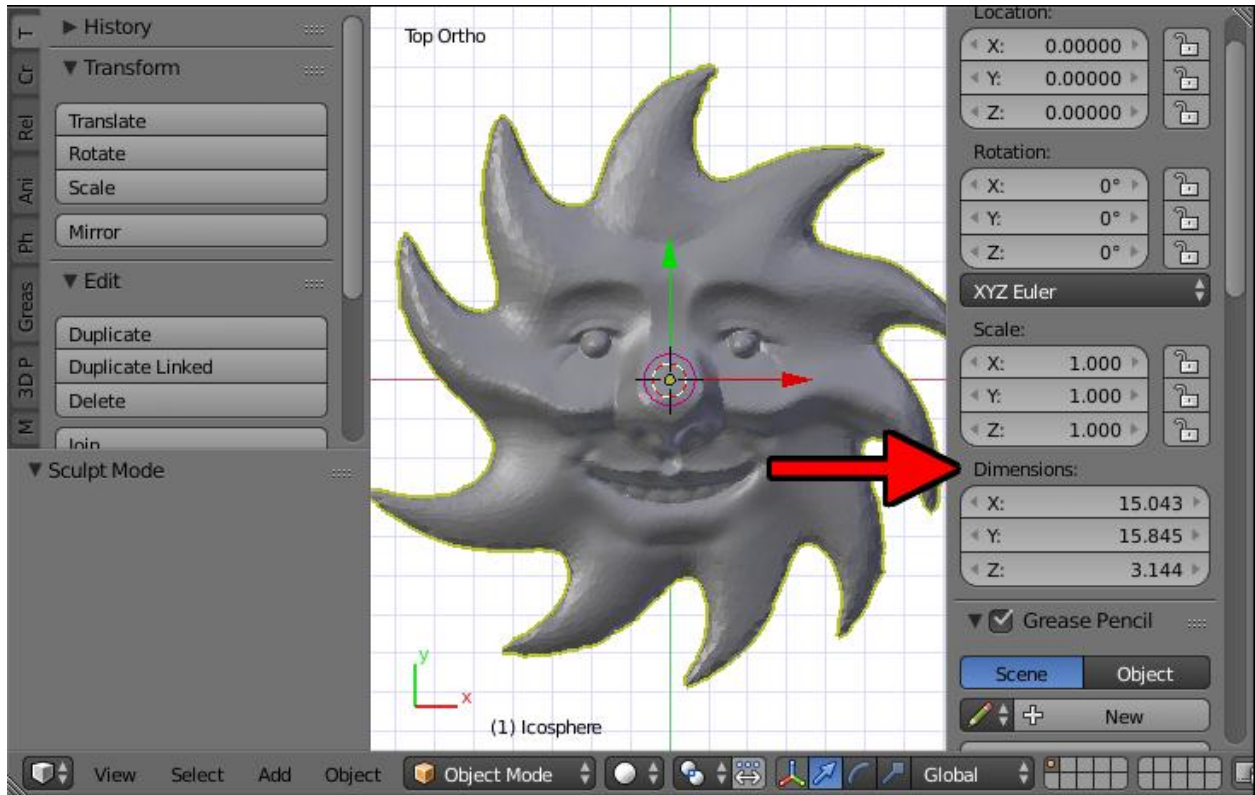 T
Cr
Rel
Ani
Ph
Greas
3D P
M
History
Transform
Translate
Rotate
Scale
Mirror
Edit
Duplicate
Duplicate Linked
Delete
Join
Sculpt Mode
Top Ortho
y
x
(1) Icosphere
Location:
X: 0.00000
Y: 0.00000
Z: 0.00000
Rotation:
X: 0°
Y: 0°
Z: 0°
XYZ Euler
Scale:
X: 1.000
Y: 1.000
Z: 1.000
Dimensions:
X: 15.043
Y: 15.845
Z: 3.144
Grease Pencil
Scene Object
New
View Select Add Object Object Mode Global